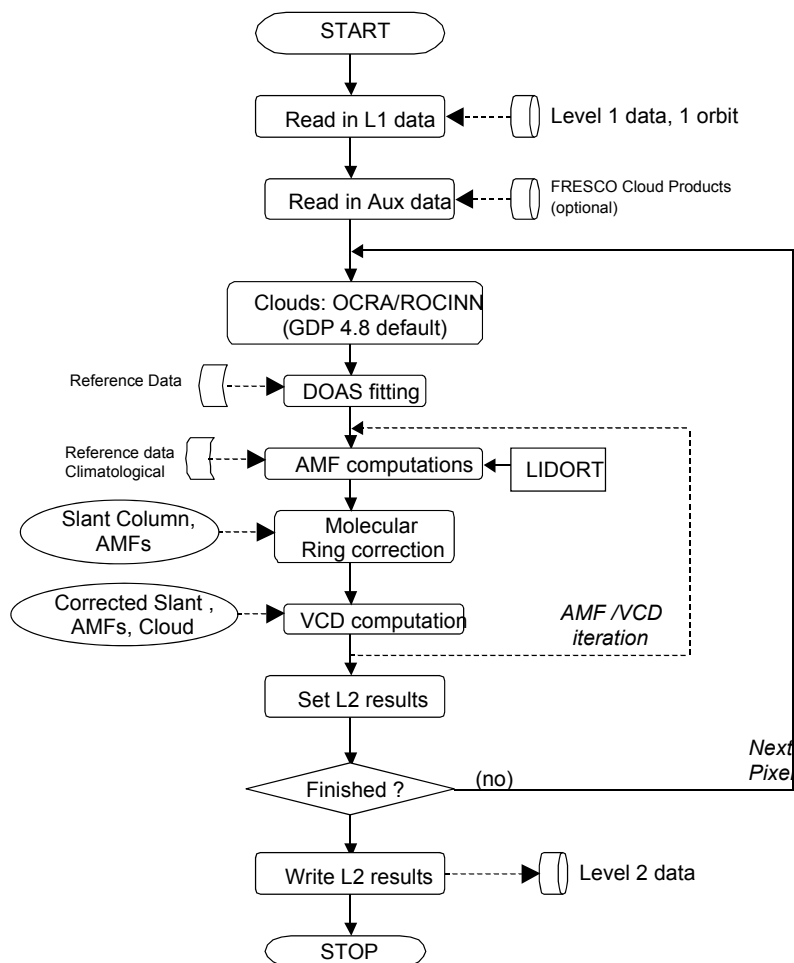 START
Read in L1 data
Level 1 data, 1 orbit
Read in Aux data
FRESCO Cloud Products
(optional)
Clouds: OCRA/ROCINN
(GDP 4.8 default)
Reference Data
DOAS fitting
Reference data
Climatological
AMF computations
LIDORT
Slant Column,
AMFs
Molecular
Ring correction
Corrected Slant ,
AMFs, Cloud
VCD computation
AMF /VCD
iteration
Set L2 results
Next
Pixel
Finished ?
(no)
Write L2 results
Level 2 data
STOP